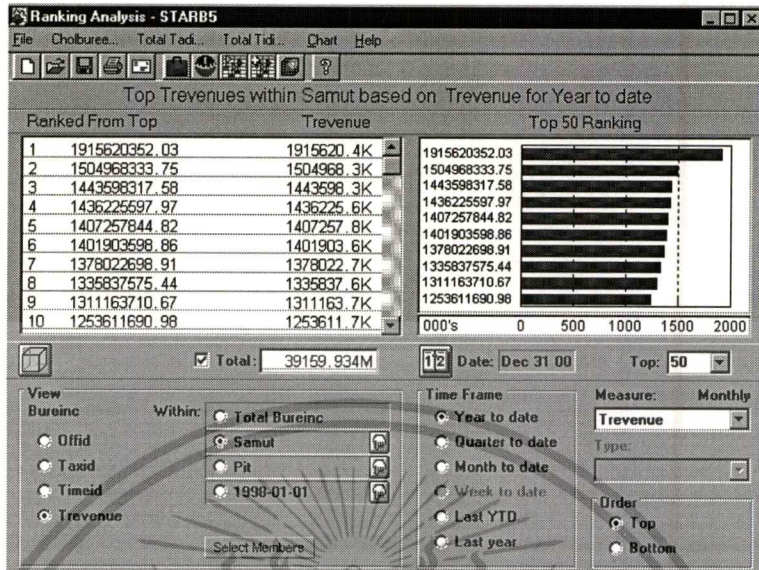 Ranking Analysis - STARB5
File Cholburee... Total Tadi... Total Tidi... Chart Help
Top Trevenues within Samut based on Trevenue for Year to date
Ranked From Top Trevenue
1 1915620352.03 1915620.4K
2 1504968333.75 1504968.3K
3 1443598317.58 1443598.3K
4 1436225597.97 1436225.6K
5 1407257844.82 1407257.8K
6 1401903598.86 1401903.6K
7 1378022698.91 1378022.7K
8 1335837575.44 1335837.6K
9 1311163710.67 1311163.7K
10 1253611690.98 1253611.7K
Top 50 Ranking
1915620352.03
1504968333.75
1443598317.58
1436225597.97
1407257844.82
1401903598.86
1378022698.91
1335837575.44
1311163710.67
1253611690.98
000's 0 500 1000 1500 2000
Total: 39159.934M
12 Date: Dec 31 00 Top: 50
View
Bureinc
Offid
Taxid
Timeid
Trevenue
Within:
Total Bureinc
Samut
Pit
1998-01-01
Select Members
Time Frame
Year to date
Quarter to date
Month to date
Week to date
Last YTD
Last year
Measure: Monthly
Trevenue
Type:
Order
Top
Bottom